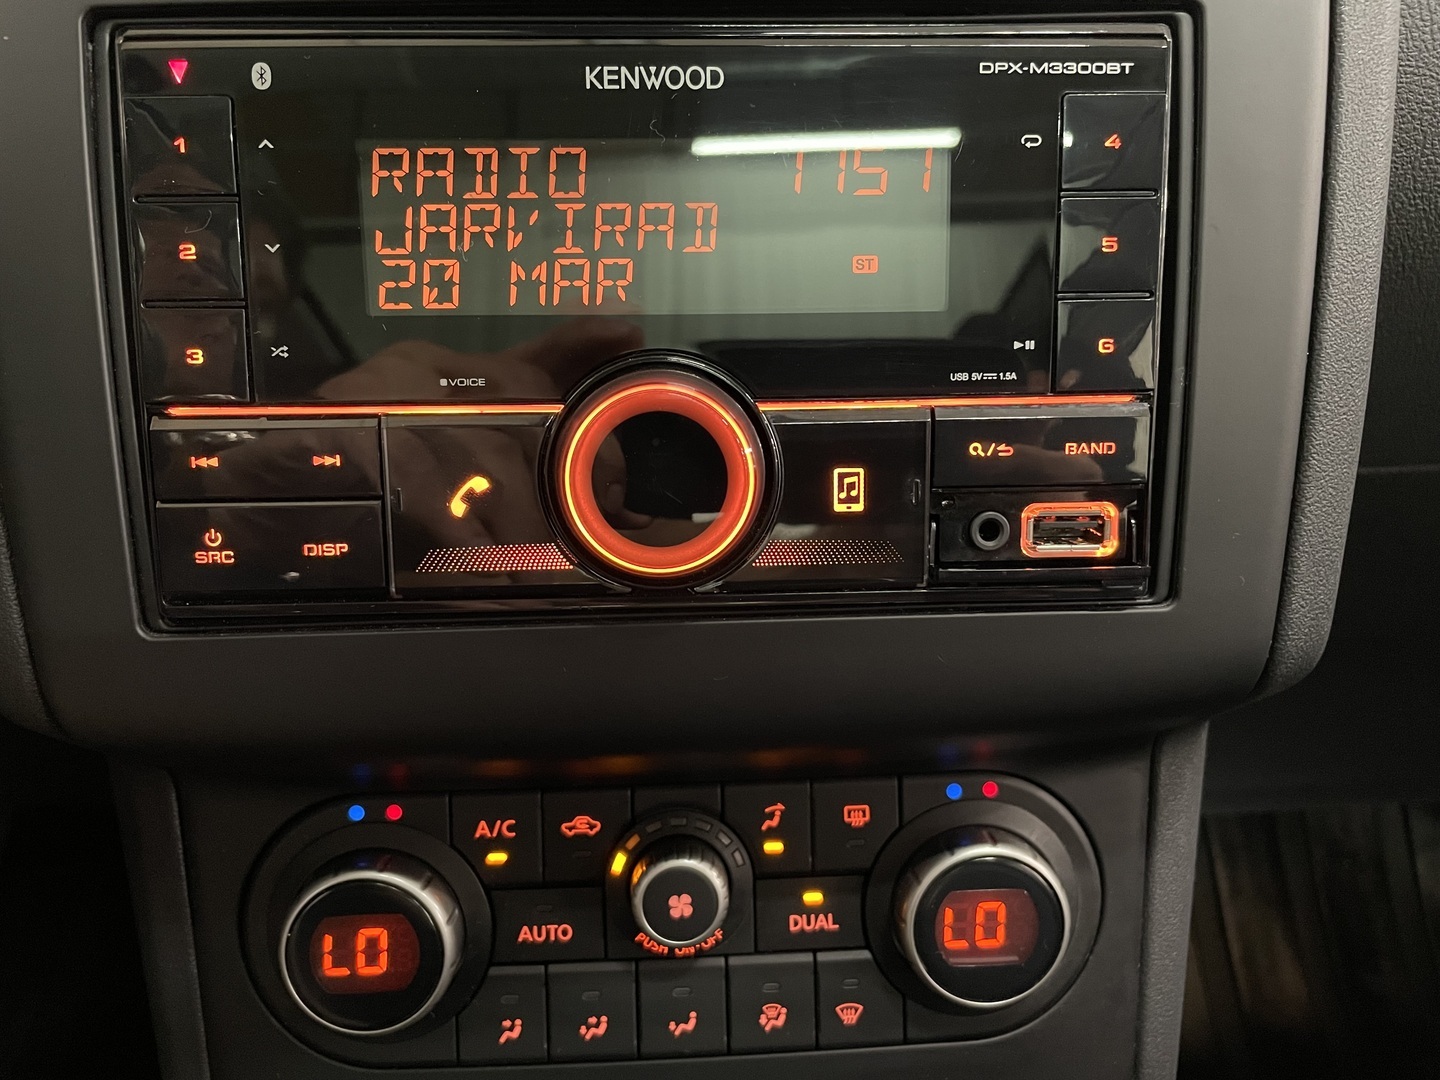 KENWOOD
DPX-M3300BT
1
2
3
4
5
6
RADIO
JARVIRAD
20 MAR
ST
VOICE
USB 5V 1.5A
SRC
DISP
BAND
A/C
AUTO
PUSH ON·OFF
DUAL
LO
LO